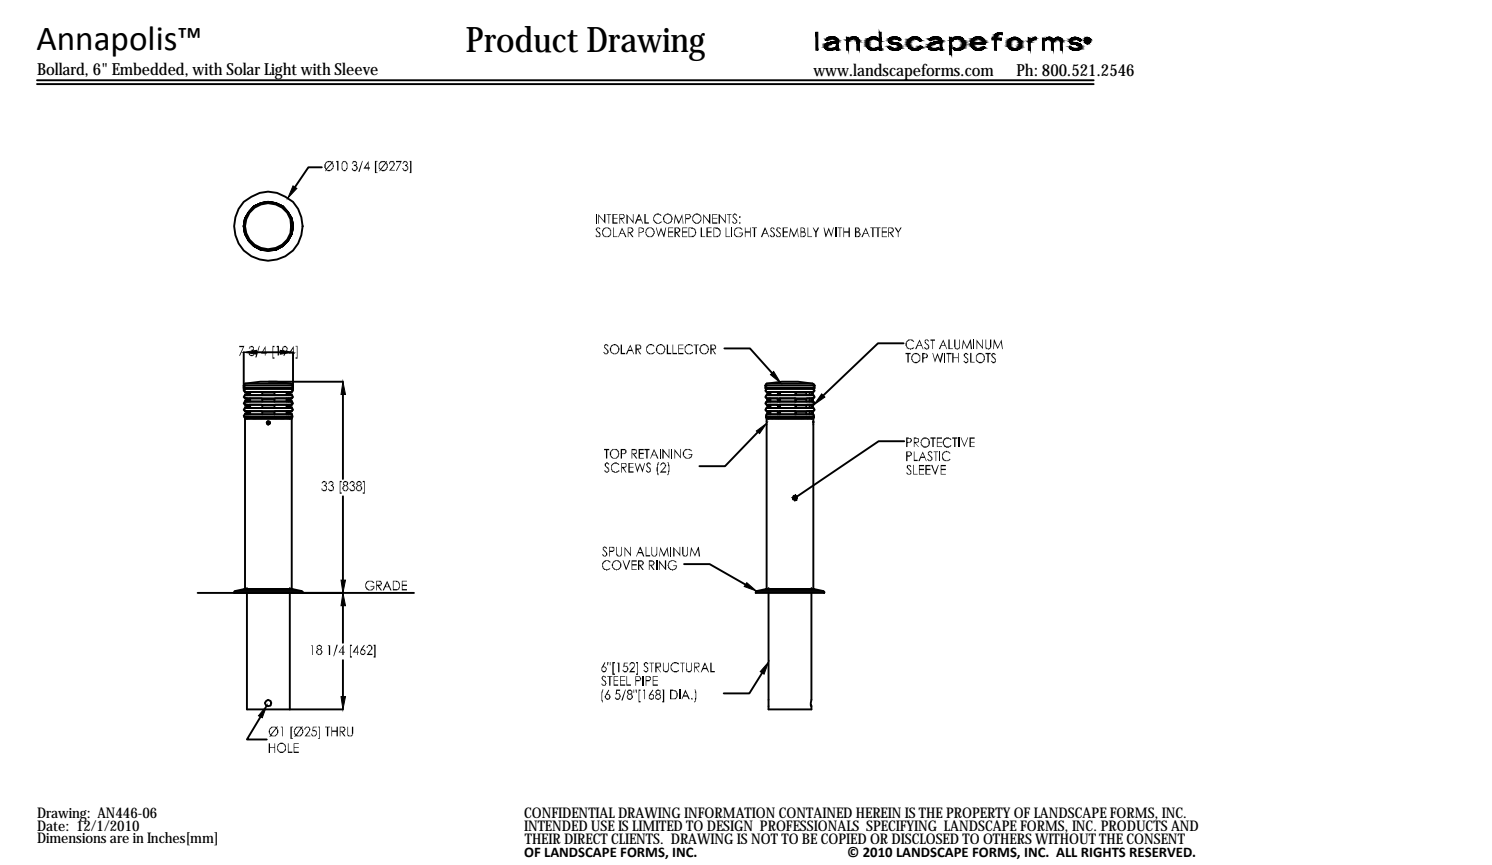 Annapolis™
Product Drawing
landscapeforms®
Bollard, 6" Embedded, with Solar Light with Sleeve
www.landscapeforms.com Ph: 800.521.2546
Ø10 3/4 [Ø273]
INTERNAL COMPONENTS:
SOLAR POWERED LED LIGHT ASSEMBLY WITH BATTERY
7 3/4 [194]
33 [838]
GRADE
18 1/4 [462]
Ø1 [Ø25] THRU
HOLE
SOLAR COLLECTOR
CAST ALUMINUM
TOP WITH SLOTS
TOP RETAINING
SCREWS (2)
PROTECTIVE
PLASTIC
SLEEVE
SPUN ALUMINUM
COVER RING
6"[152] STRUCTURAL
STEEL PIPE
(6 5/8"[168] DIA.)
Drawing: AN446-06
Date: 12/1/2010
Dimensions are in Inches[mm]
CONFIDENTIAL DRAWING INFORMATION CONTAINED HEREIN IS THE PROPERTY OF LANDSCAPE FORMS, INC.
INTENDED USE IS LIMITED TO DESIGN PROFESSIONALS SPECIFYING LANDSCAPE FORMS, INC. PRODUCTS AND
THEIR DIRECT CLIENTS. DRAWING IS NOT TO BE COPIED OR DISCLOSED TO OTHERS WITHOUT THE CONSENT
OF LANDSCAPE FORMS, INC. © 2010 LANDSCAPE FORMS, INC. ALL RIGHTS RESERVED.